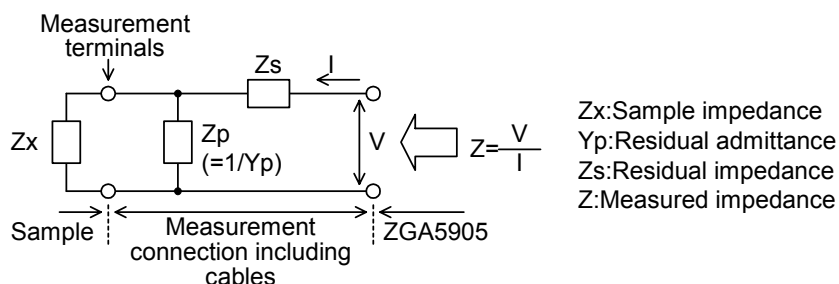 Measurement
terminals
I
Zs
Zx
Zp
(=1/Yp)
V
Z=V/I
Zx:Sample impedance
Yp:Residual admittance
Zs:Residual impedance
Z:Measured impedance
Sample
Measurement
connection including
cables
ZGA5905